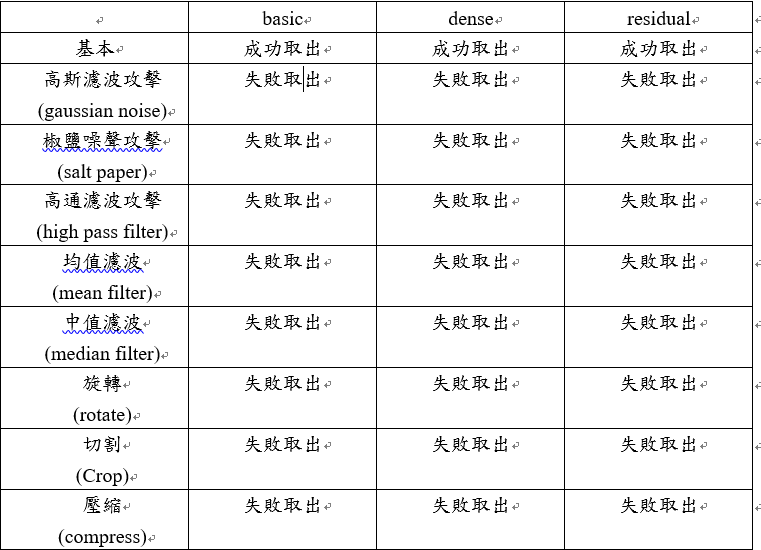 basic dense residual
基本 成功取出 成功取出 成功取出
高斯濾波攻擊 失敗取出 失敗取出 失敗取出
(gaussian noise)
椒鹽噪聲攻擊 失敗取出 失敗取出 失敗取出
(salt paper)
高通濾波攻擊 失敗取出 失敗取出 失敗取出
(high pass filter)
均值濾波 失敗取出 失敗取出 失敗取出
(mean filter)
中值濾波 失敗取出 失敗取出 失敗取出
(median filter)
旋轉 失敗取出 失敗取出 失敗取出
(rotate)
切割 失敗取出 失敗取出 失敗取出
(Crop)
壓縮 失敗取出 失敗取出 失敗取出
(compress)